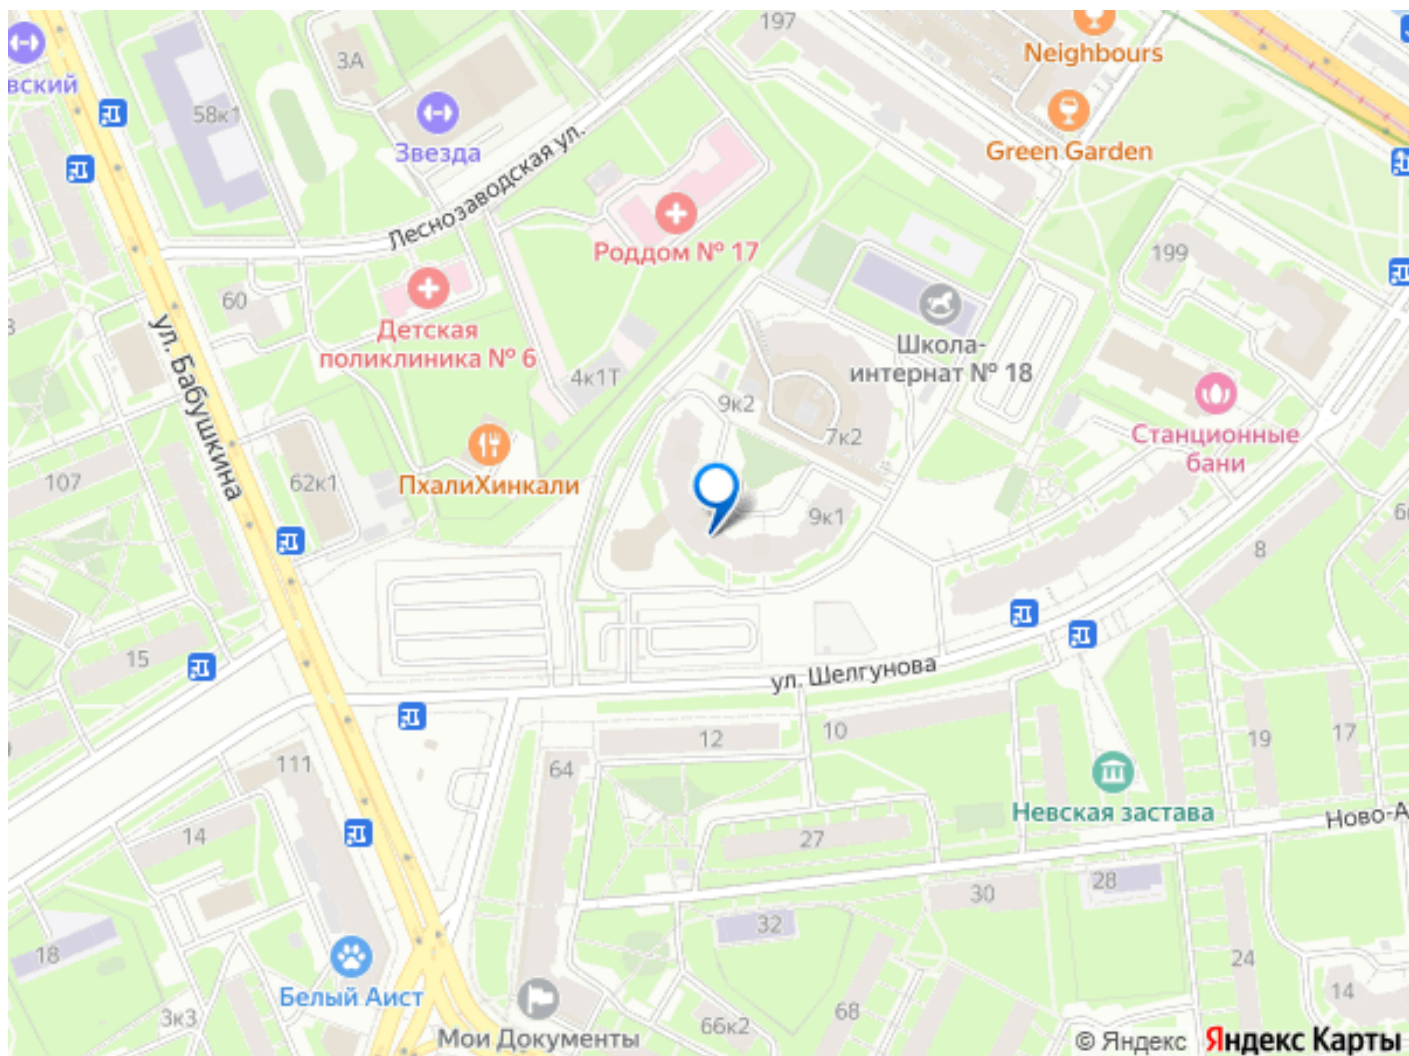 197
Neighbours
3А
вский
58к1
Green Garden
Звезда
Леснозаводская ул.
Роддом № 17
199
60
Детская
поликлиника № 6
ул. Бабушкина
Школа-
интернат № 18
4к1Т
9к2
7к2
Станционные
бани
107
62к1
ПхалиХинкали
9к1
8
15
ул. Шелгунова
10
12
19
17
111
64
Невская застава
Ново-А
14
27
28
30
32
18
24
Белый Аист
14
3к3
Мои Документы
66к2
68
© Яндекс Яндекс Карты